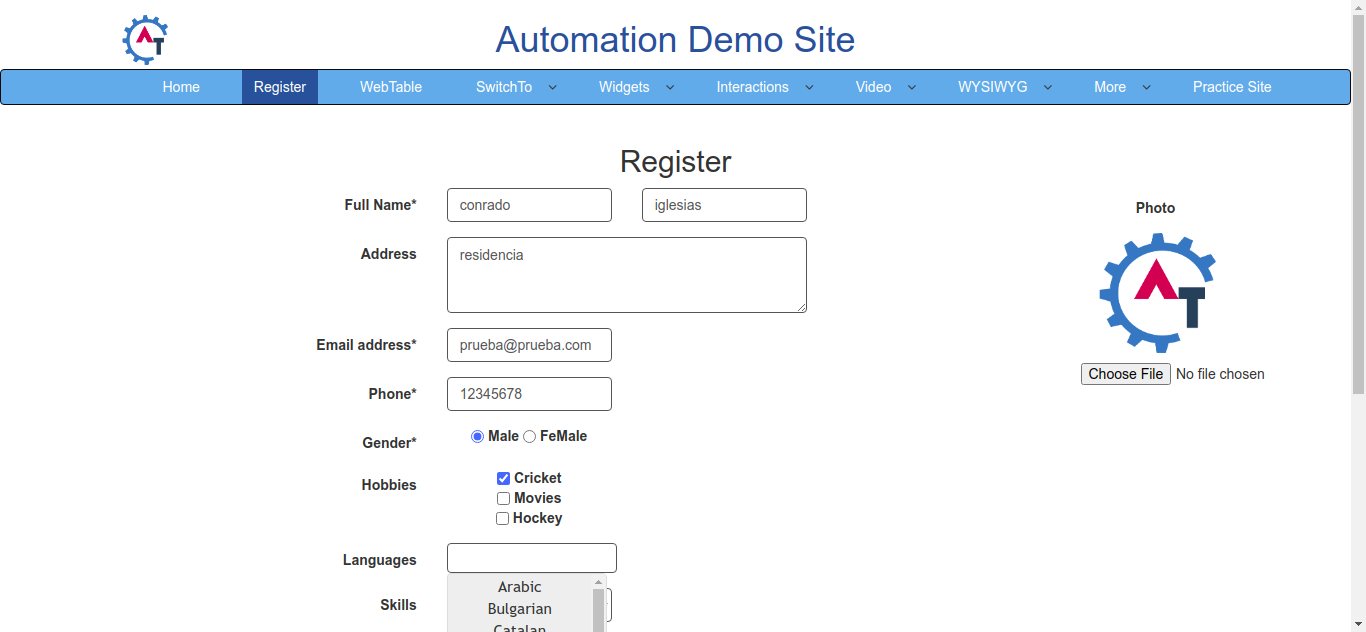 AT
Automation Demo Site
Home Register WebTable SwitchTo Widgets Interactions Video WYSIWYG More Practice Site
Register
Full Name* conrado iglesias
Photo
Address residencia
AT
Email address* prueba@prueba.com
Choose File No file chosen
Phone* 12345678
Gender* Male FeMale
Hobbies Cricket
Movies
Hockey
Languages
Arabic
Skills Bulgarian
Catalan